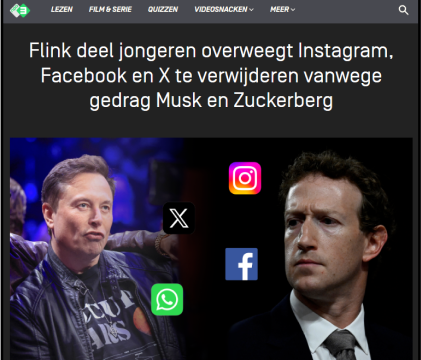 3
LEZEN FILM & SERIE QUIZZEN VIDEOSNACKEN MEER
Flink deel jongeren overweegt Instagram,
Facebook en X te verwijderen vanwege
gedrag Musk en Zuckerberg
X
f